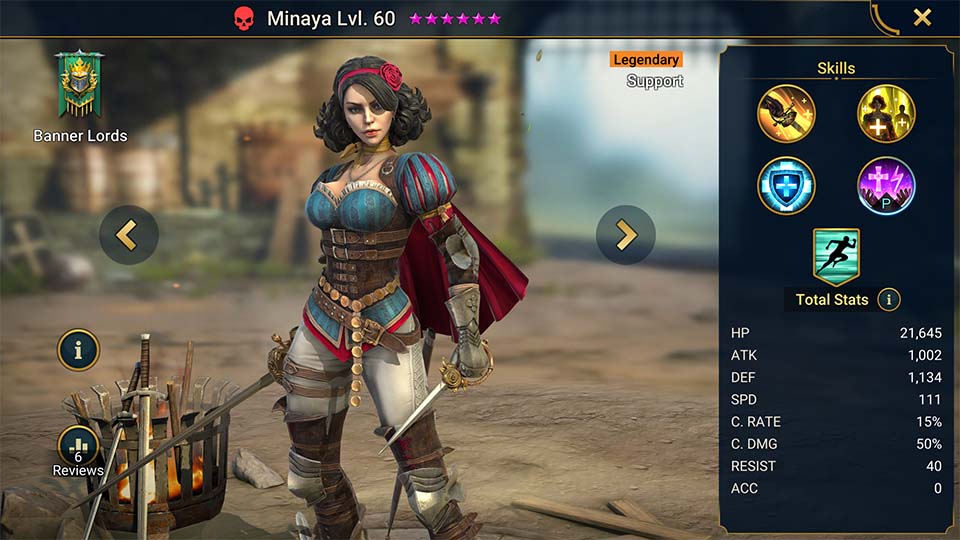 Minaya Lvl. 60
Banner Lords
Legendary
Support
Skills
P
Total Stats
i
HP 21,645
ATK 1,002
DEF 1,134
SPD 111
C. RATE 15%
C. DMG 50%
RESIST 40
ACC 0
i
6
Reviews